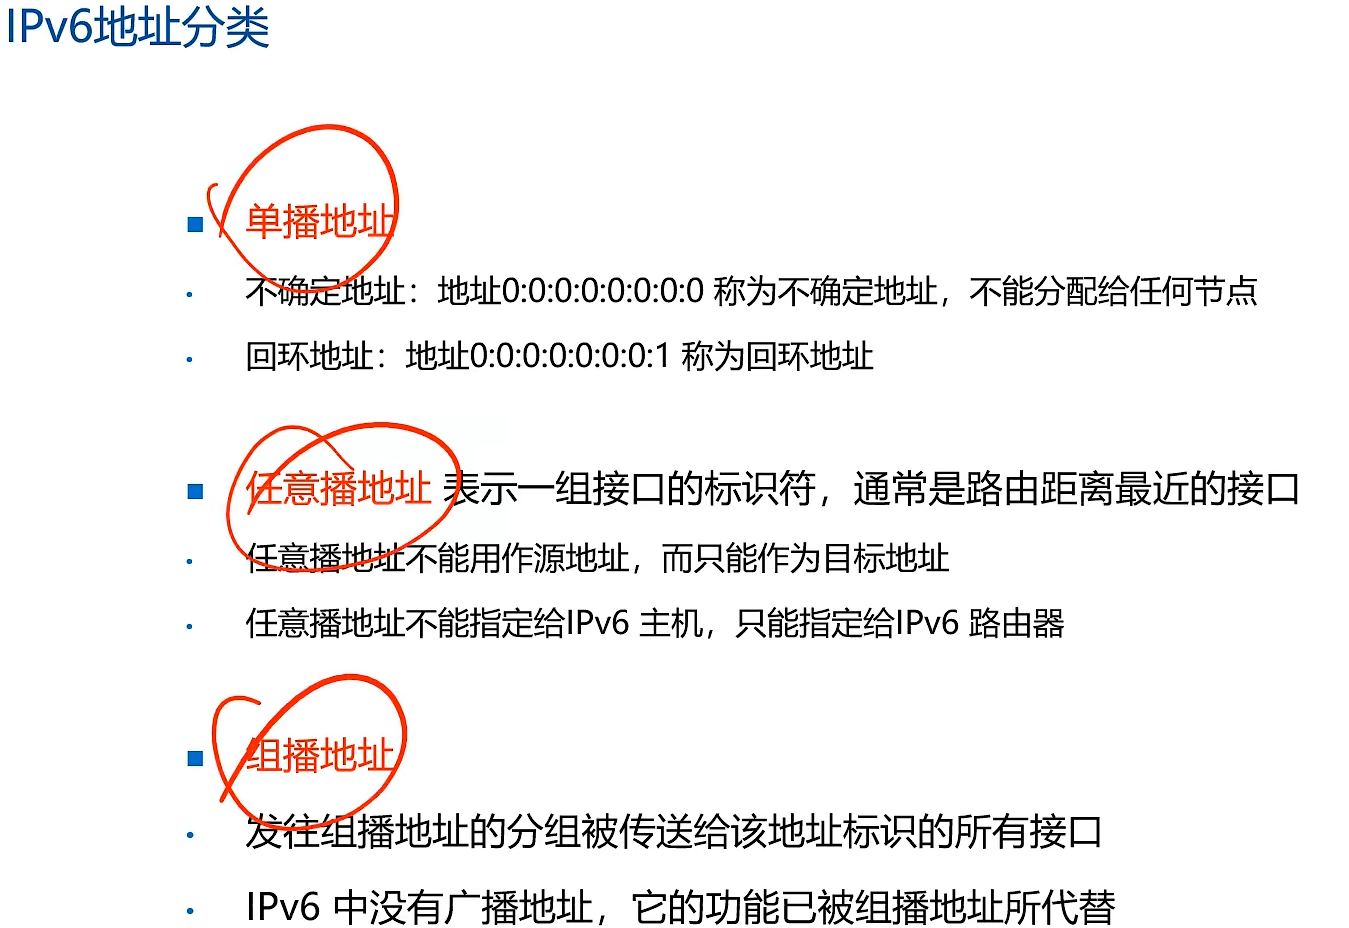 IPv6地址分类
单播地址
不确定地址：地址0:0:0:0:0:0:0:0 称为不确定地址，不能分配给任何节点
回环地址：地址0:0:0:0:0:0:0:1 称为回环地址
任意播地址 表示一组接口的标识符，通常是路由距离最近的接口
任意播地址不能用作源地址，而只能作为目标地址
任意播地址不能指定给IPv6 主机，只能指定给IPv6 路由器
组播地址
发往组播地址的分组被传送给该地址标识的所有接口
IPv6 中没有广播地址，它的功能已被组播地址所代替